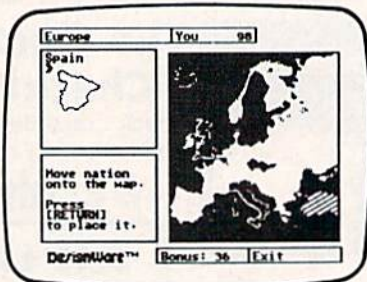 Europe
You 98
Spain
Move nation
onto the map.
Press
[RETURN]
to place it.
DesignWare™
Bonus: 36
Exit